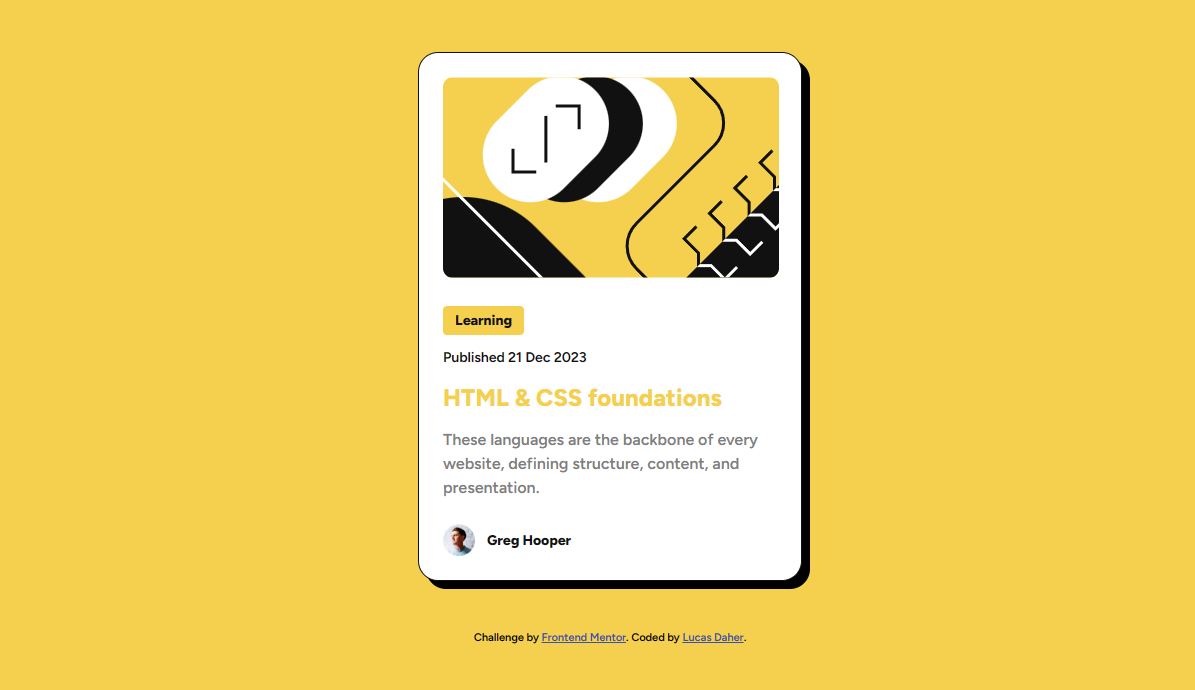 Learning
Published 21 Dec 2023
HTML & CSS foundations
These languages are the backbone of every
website, defining structure, content, and
presentation.
Greg Hooper
Challenge by Frontend Mentor. Coded by Lucas Daher.